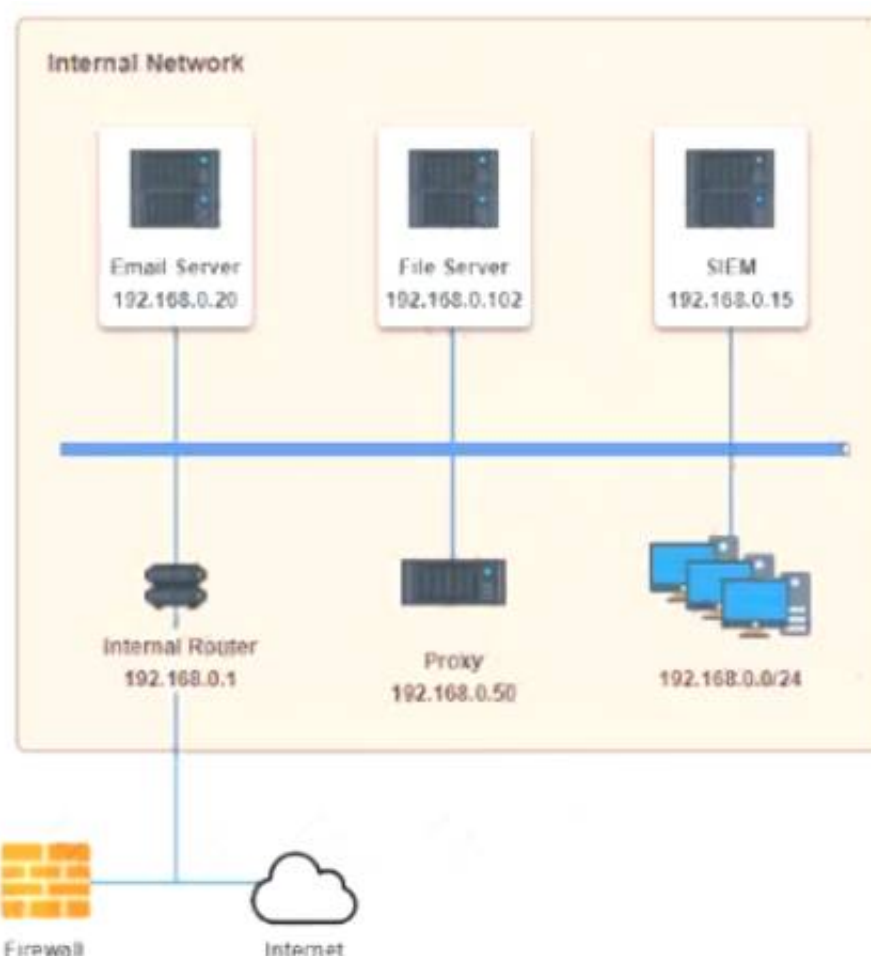 Internal Network
Email Server
192.168.0.20
File Server
192.168.0.102
SIEM
192.168.0.15
Internal Router
192.168.0.1
Proxy
192.168.0.50
192.168.0.0/24
Firewall
Internet